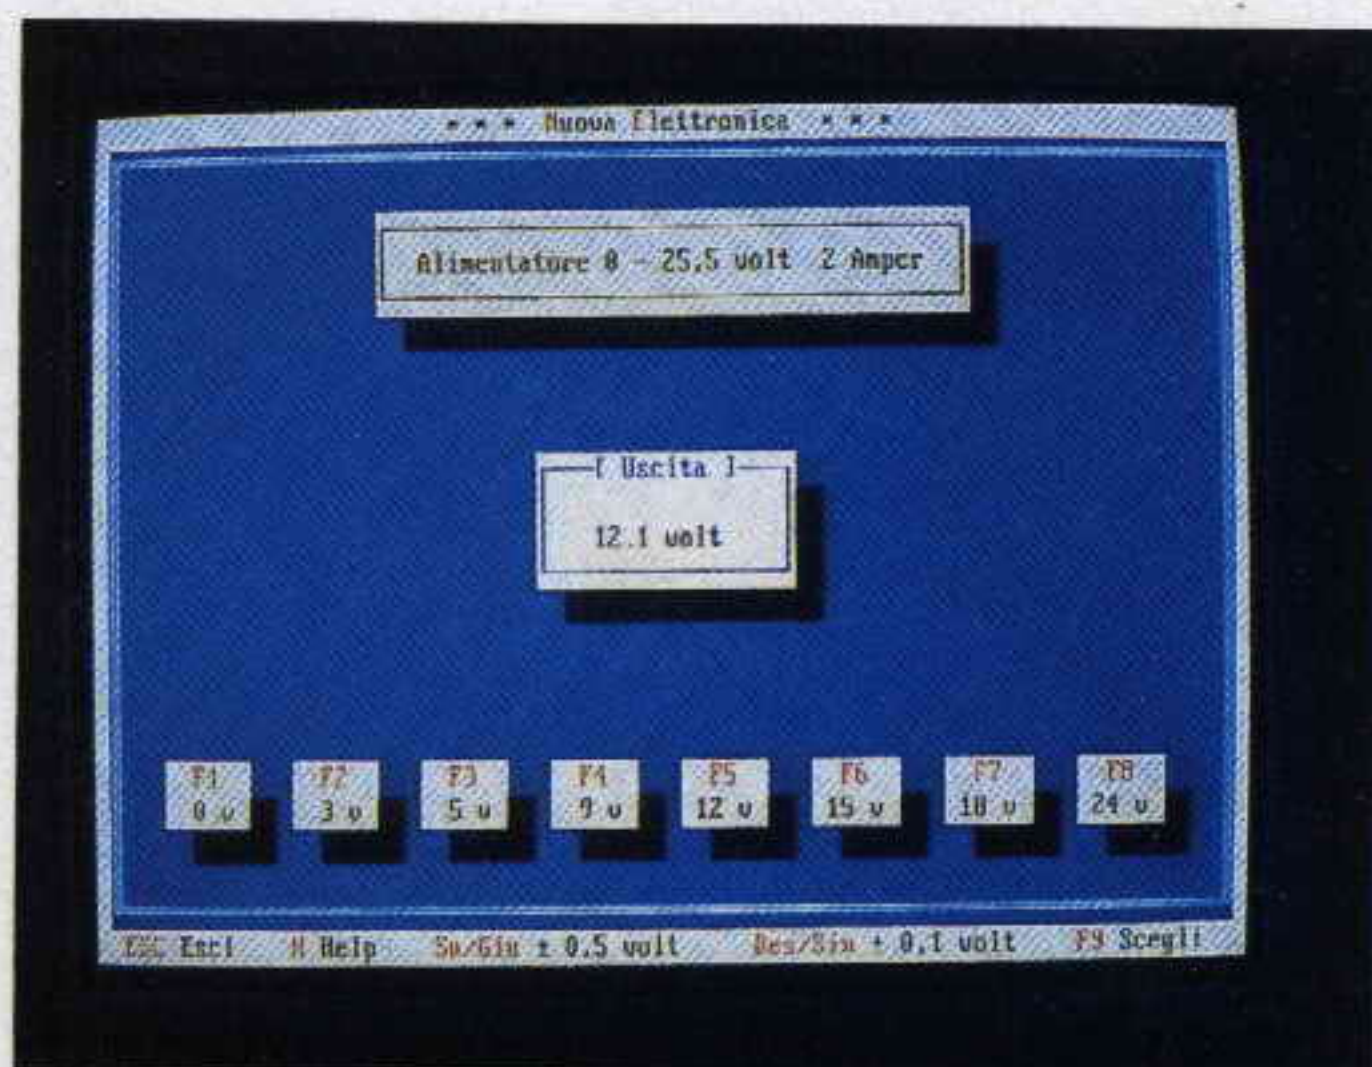 * * * Nuova Elettronica * * *
Alimentatore 0 - 25,5 volt 2 Amper
[ Uscita ]
12.1 volt
F1 F2 F3 F4 F5 F6 F7 F8
0 v 3 v 5 v 9 v 12 v 15 v 18 v 24 v
ESC Esci H Help Su/Giu ± 0,5 volt Des/Sin ± 0,1 volt F9 Scegli